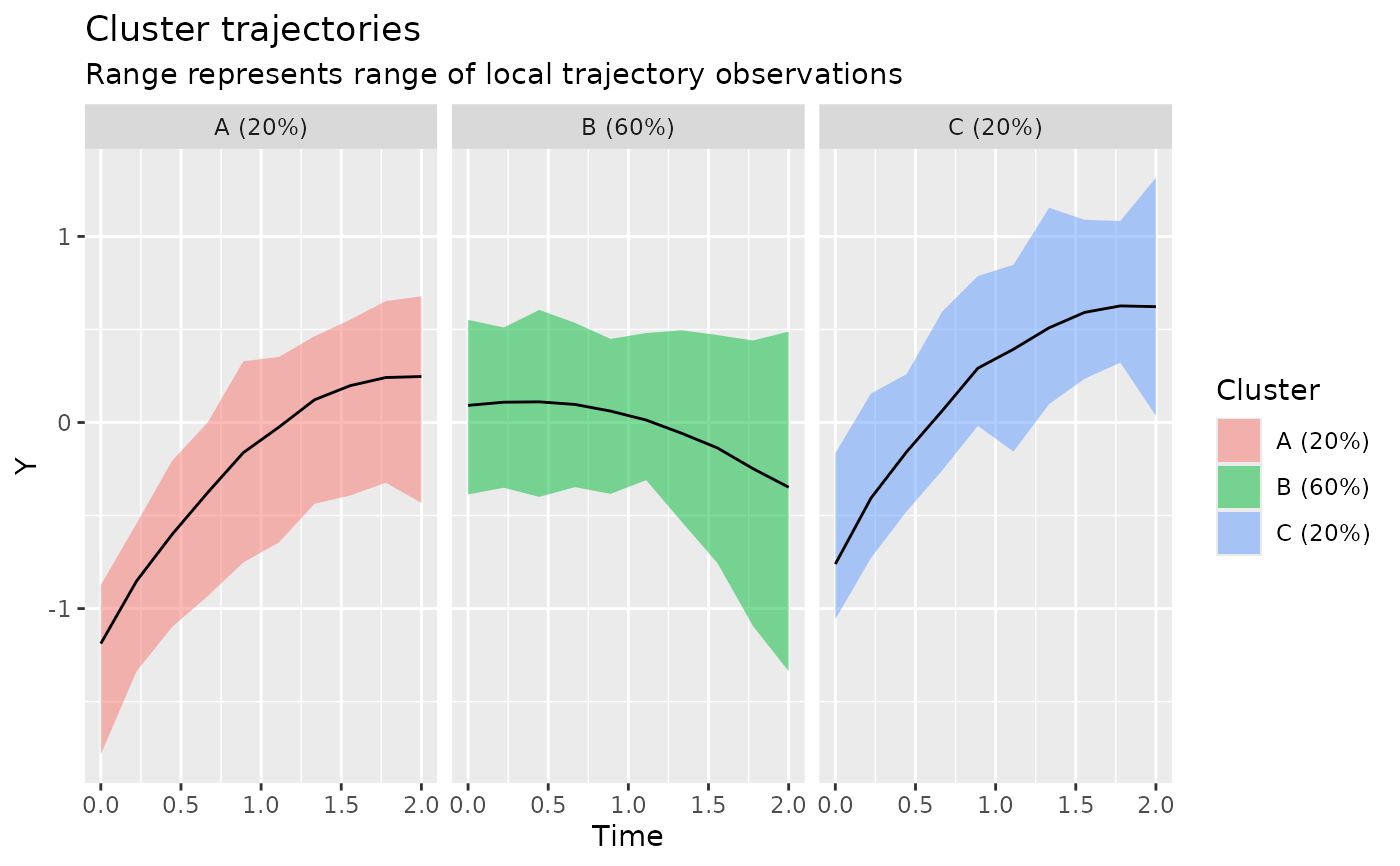 Cluster trajectories
Range represents range of local trajectory observations
A (20%) B (60%) C (20%)
1
0
-1
Y
0.0 0.5 1.0 1.5 2.0 0.0 0.5 1.0 1.5 2.0 0.0 0.5 1.0 1.5 2.0
Time
Cluster
A (20%)
B (60%)
C (20%)